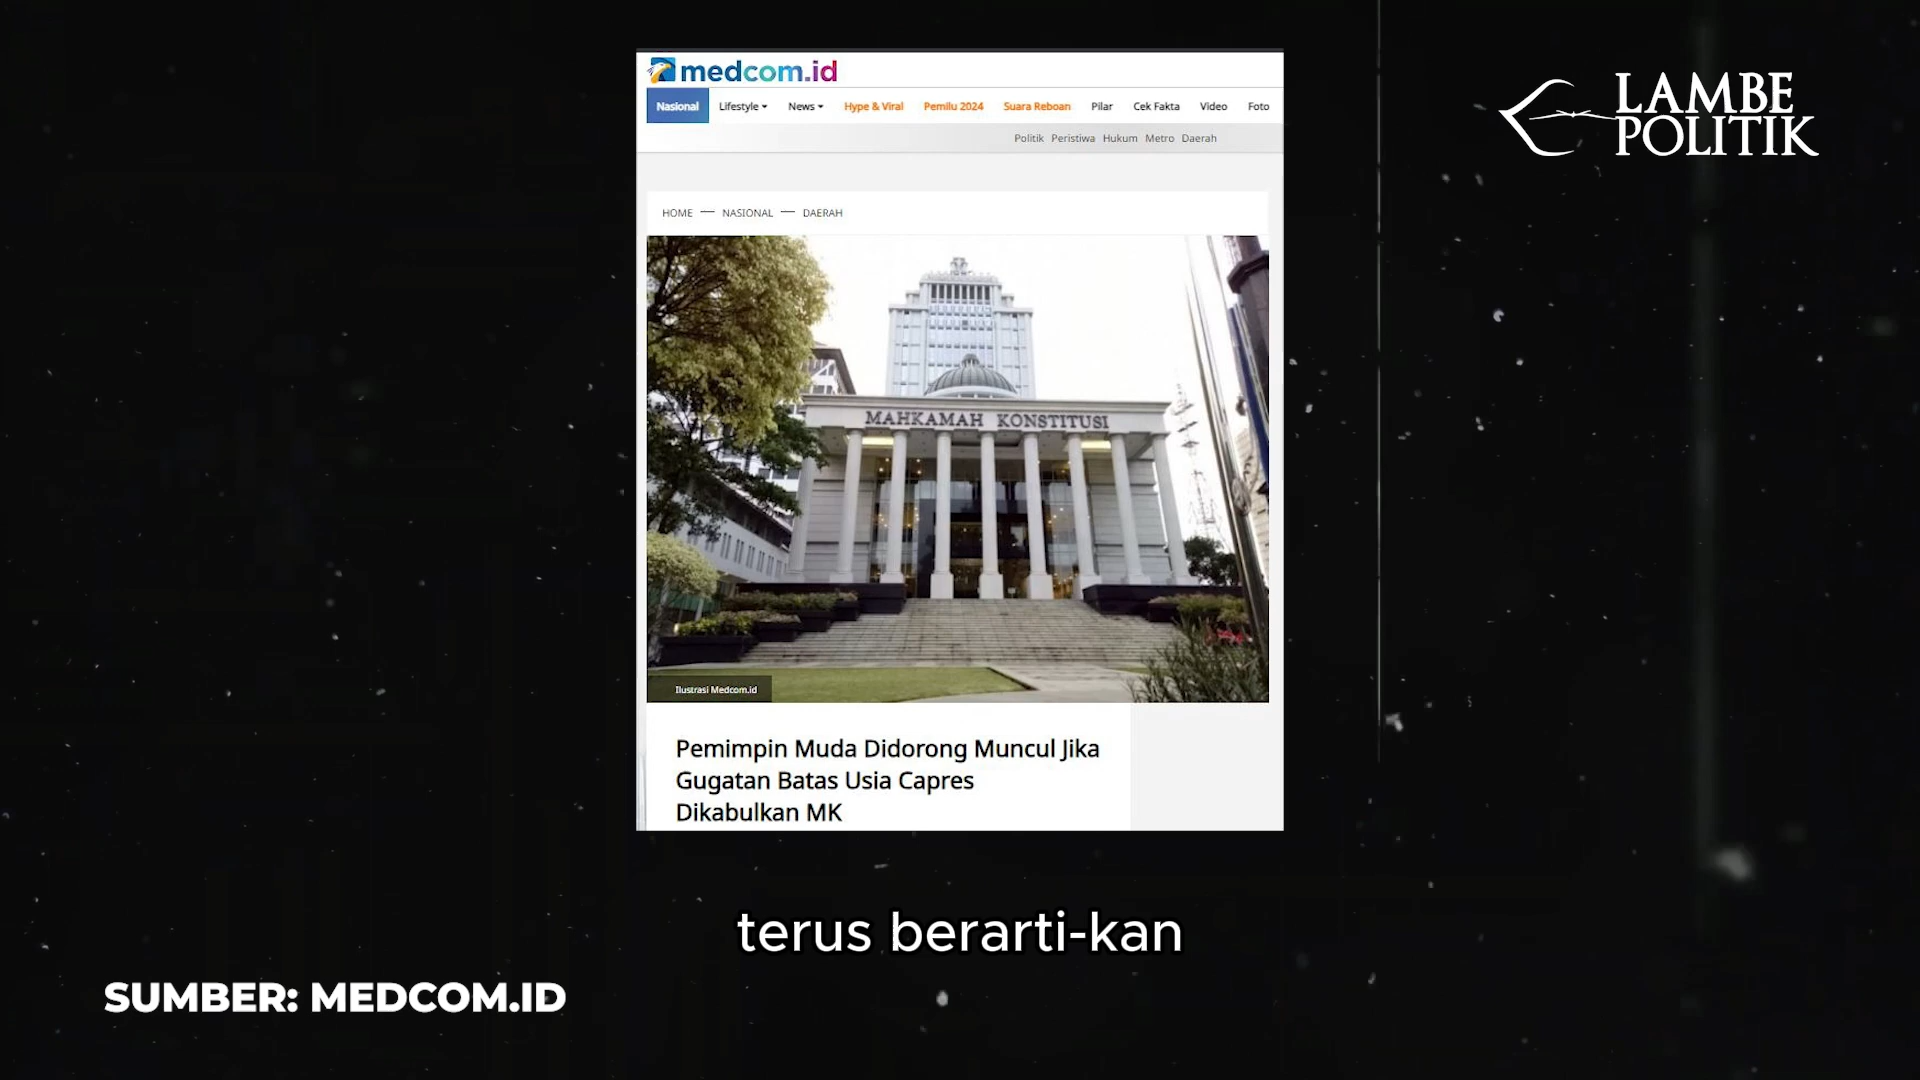 medcom.id
LAMBE
POLITIK
Nasional Lifestyle News Hype & Viral Pemilu 2024 Suara Reboan Pilar Cek Fakta Video Foto
Politik Peristiwa Hukum Metro Daerah
HOME — NASIONAL — DAERAH
MAHKAMAH KONSTITUSI
Ilustrasi Medcom.id
Pemimpin Muda Didorong Muncul Jika
Gugatan Batas Usia Capres
Dikabulkan MK
terus berarti-kan
SUMBER: MEDCOM.ID